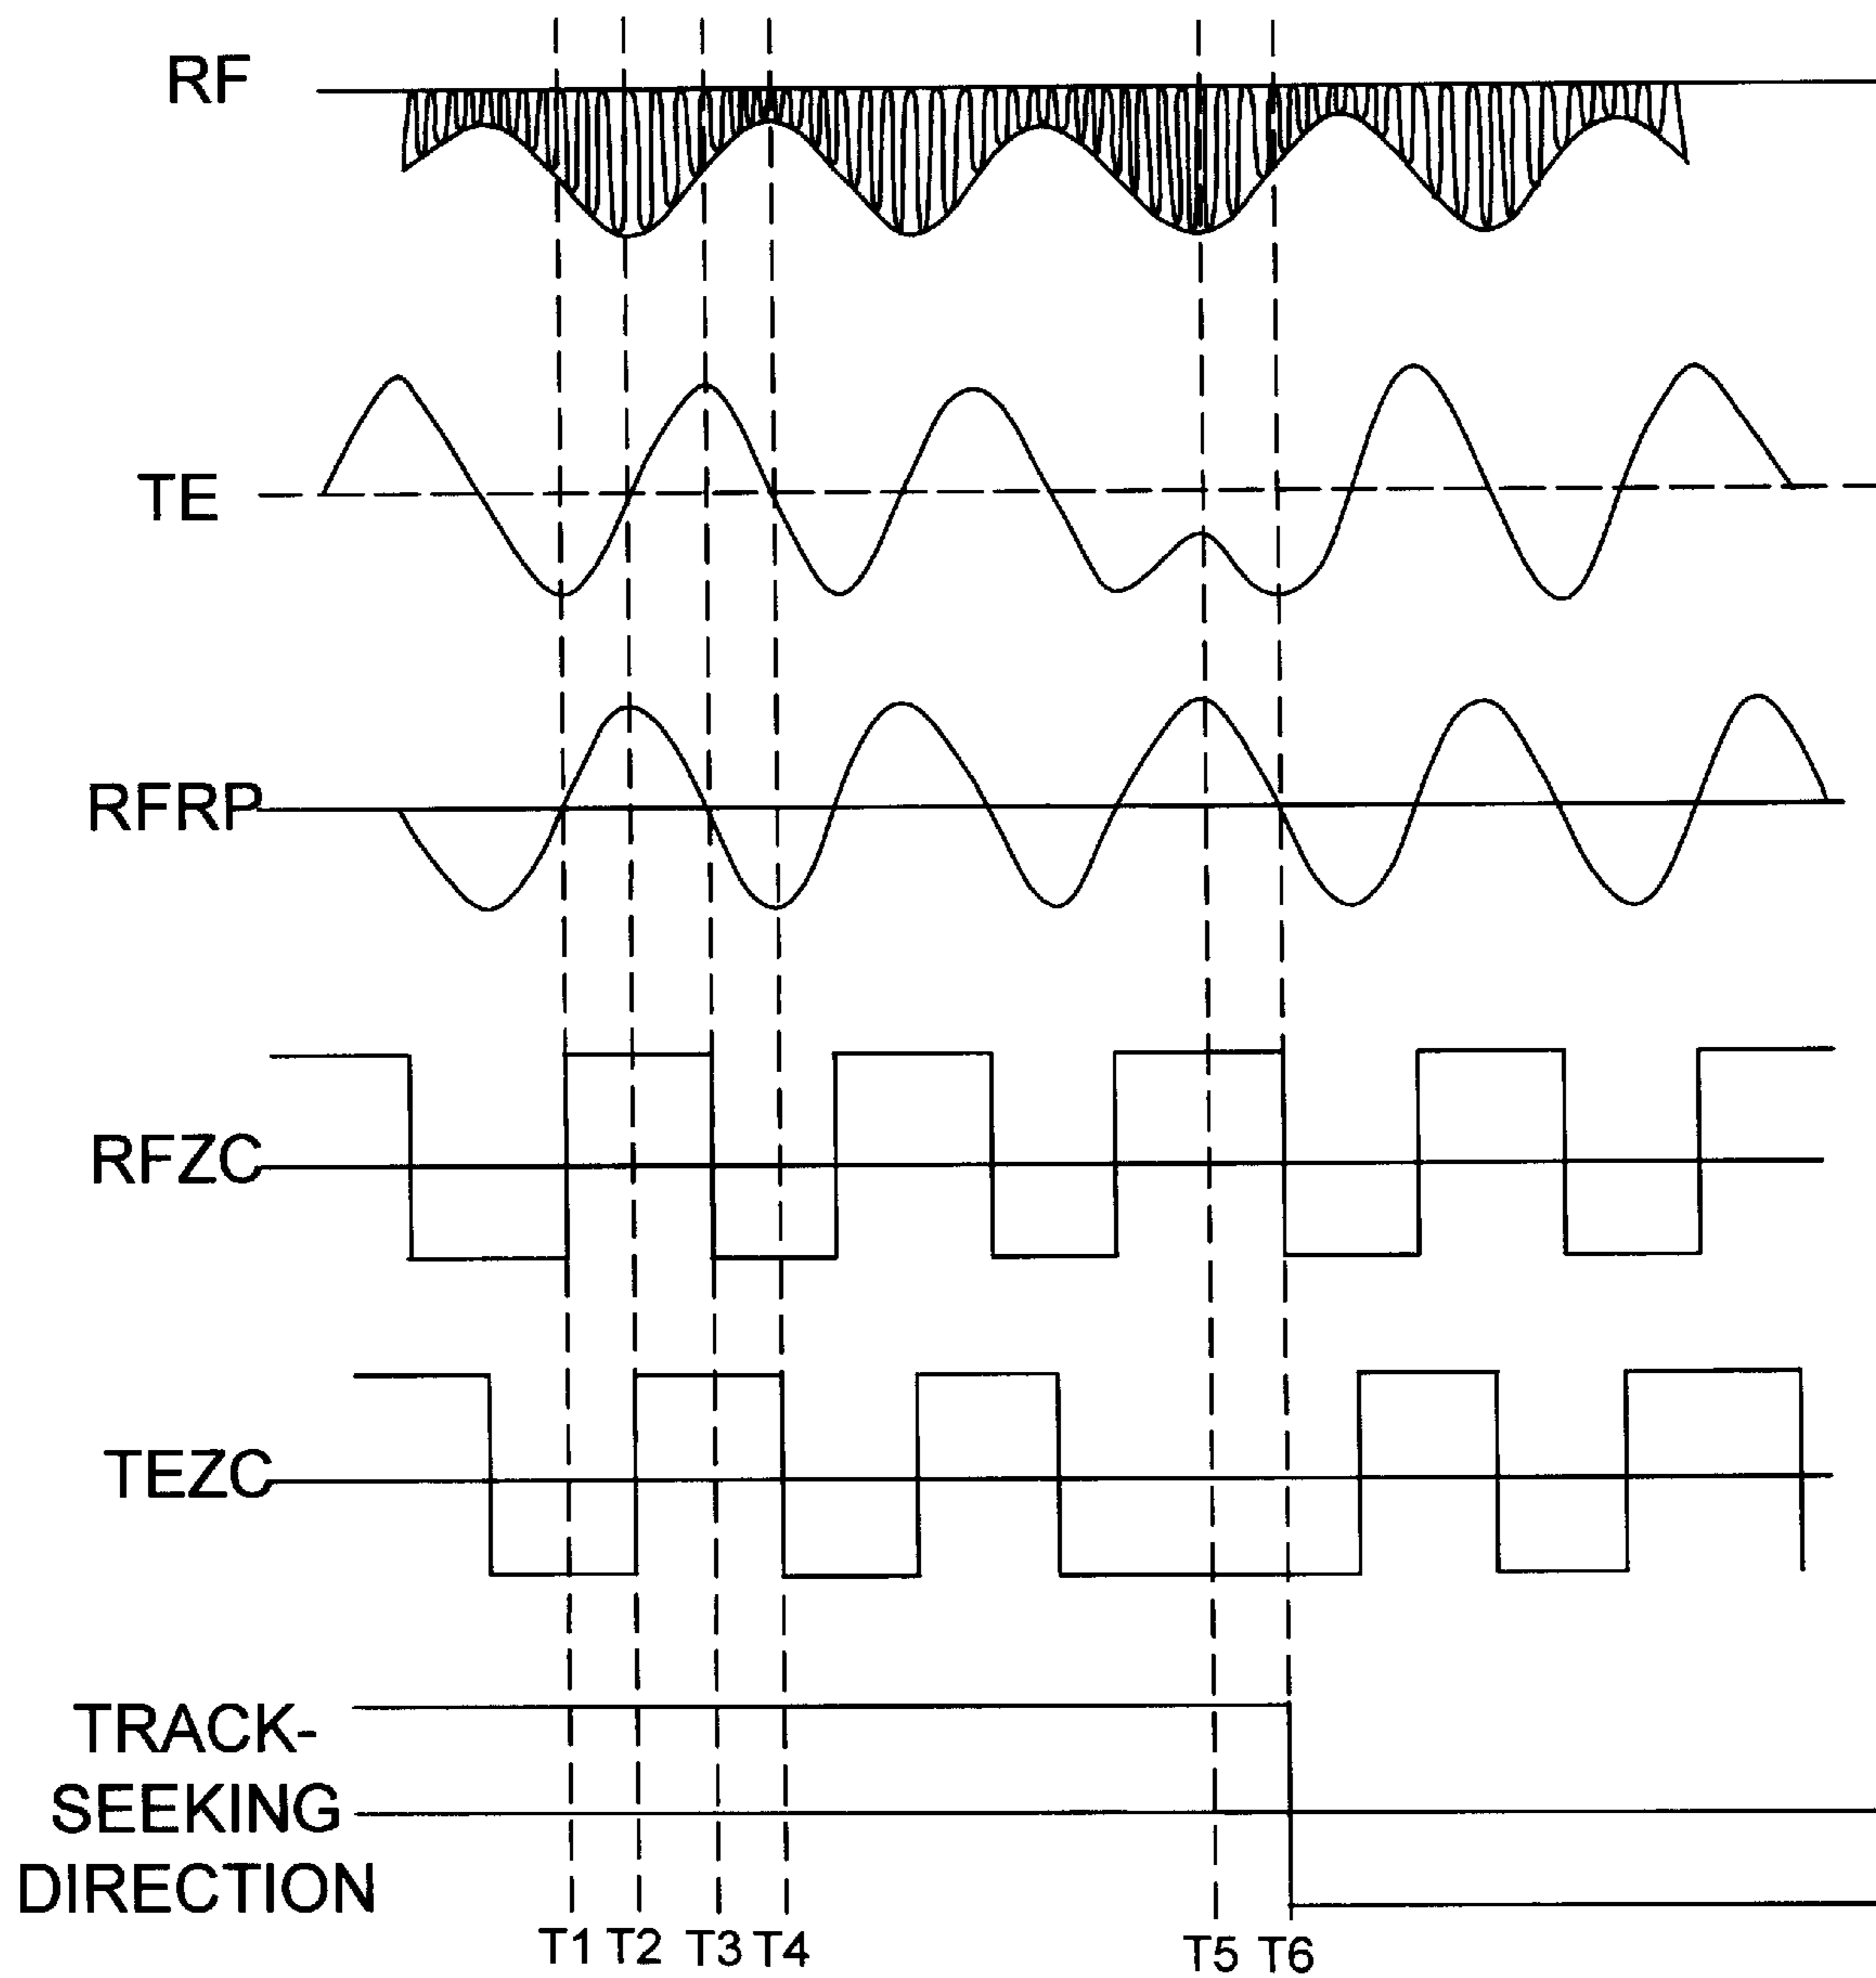 RF
TE
RFRP
RFZC
TEZC
TRACK-
SEEKING
DIRECTION
T1 T2 T3 T4 T5 T6